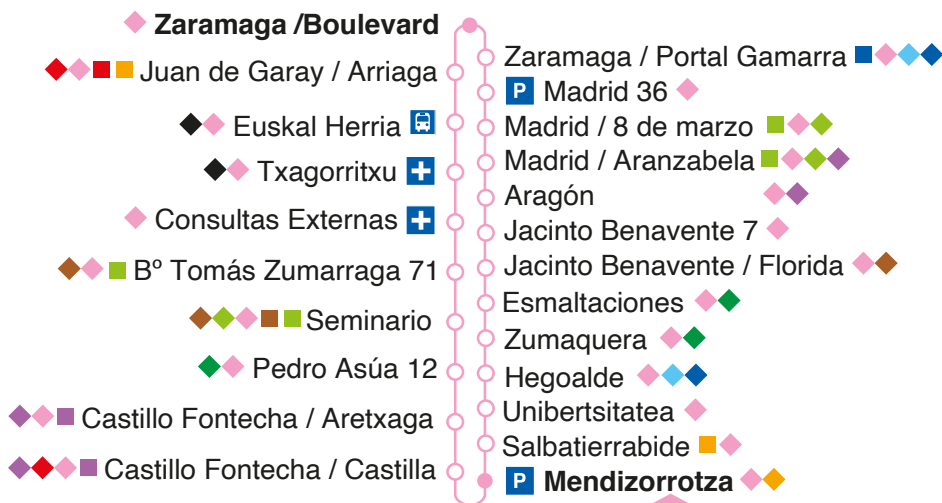 Zaramaga /Boulevard
Juan de Garay / Arriaga
Euskal Herria
Txagorritxu
Consultas Externas
Bº Tomás Zumarraga 71
Seminario
Pedro Asúa 12
Castillo Fontecha / Aretxaga
Castillo Fontecha / Castilla
Zaramaga / Portal Gamarra
P Madrid 36
Madrid / 8 de marzo
Madrid / Aranzabela
Aragón
Jacinto Benavente 7
Jacinto Benavente / Florida
Esmaltaciones
Zumaquera
Hegoalde
Unibertsitatea
Salbatierrabide
P Mendizorrotza